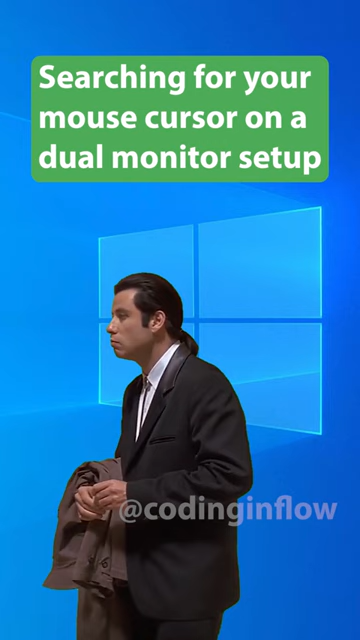 Searching for your
mouse cursor on a
dual monitor setup
@codinginflow